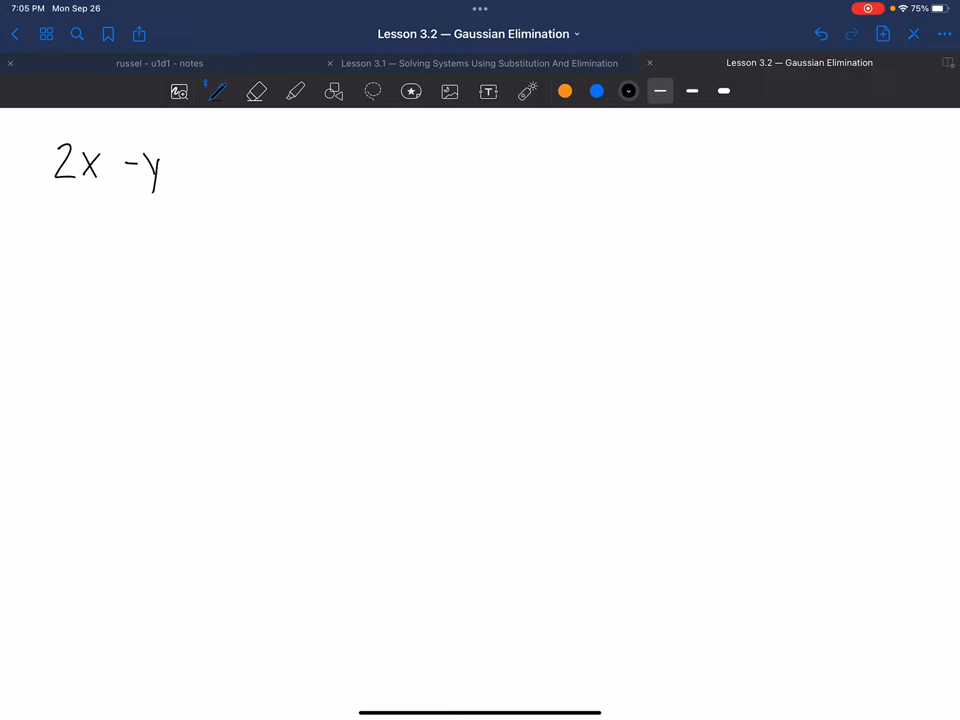 7:05 PM Mon Sep 26
75%
Lesson 3.2 — Gaussian Elimination
russel - u1d1 - notes
Lesson 3.1 — Solving Systems Using Substitution And Elimination
Lesson 3.2 — Gaussian Elimination
2x -y